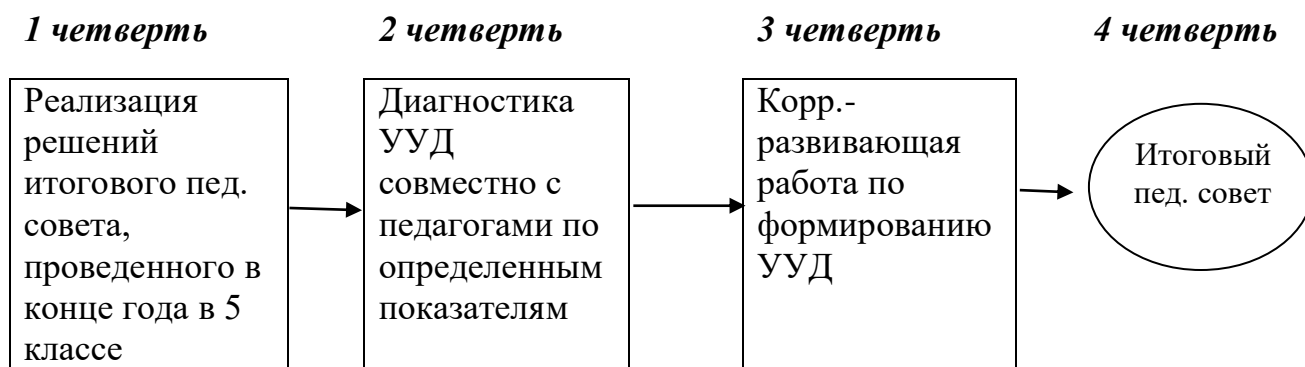 1 четверть
2 четверть
3 четверть
4 четверть
Реализация
решений
итогового пед.
совета,
проведенного в
конце года в 5
классе
Диагностика
УУД
совместно с
педагогами по
определенным
показателям
Корр.-
развивающая
работа по
формированию
УУД
Итоговый
пед. совет